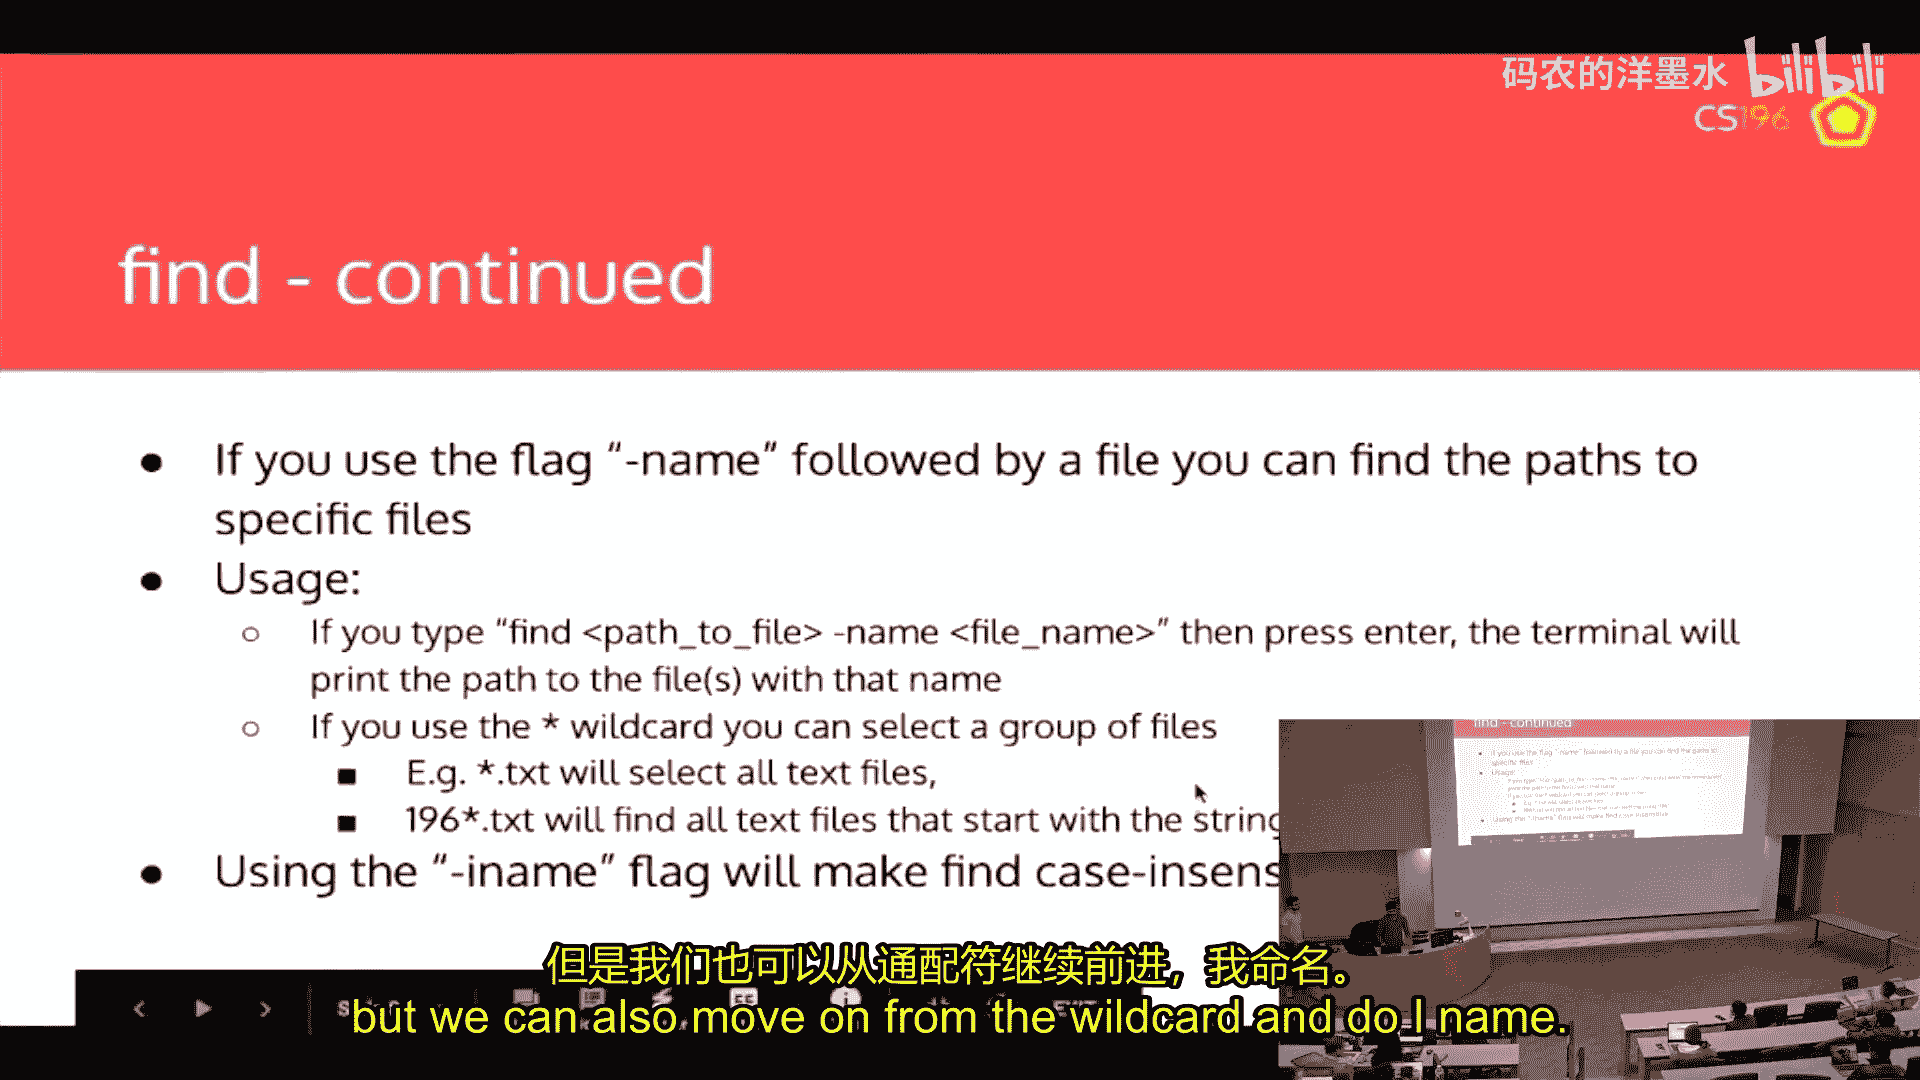 码农的洋墨水 bilibili
CS196
find - continued
● If you use the flag “-name” followed by a file you can find the paths to
specific files
● Usage:
○ If you type “find <path_to_file> -name <file_name>” then press enter, the terminal will
print the path to the file(s) with that name
○ If you use the * wildcard you can select a group of files
■ E.g. *.txt will select all text files,
■ 196*.txt will find all text files that start with the string
● Using the “-iname” flag will make find case-insens
find - continued
但是我们也可以从通配符继续前进，我命名。
but we can also move on from the wildcard and do I name.